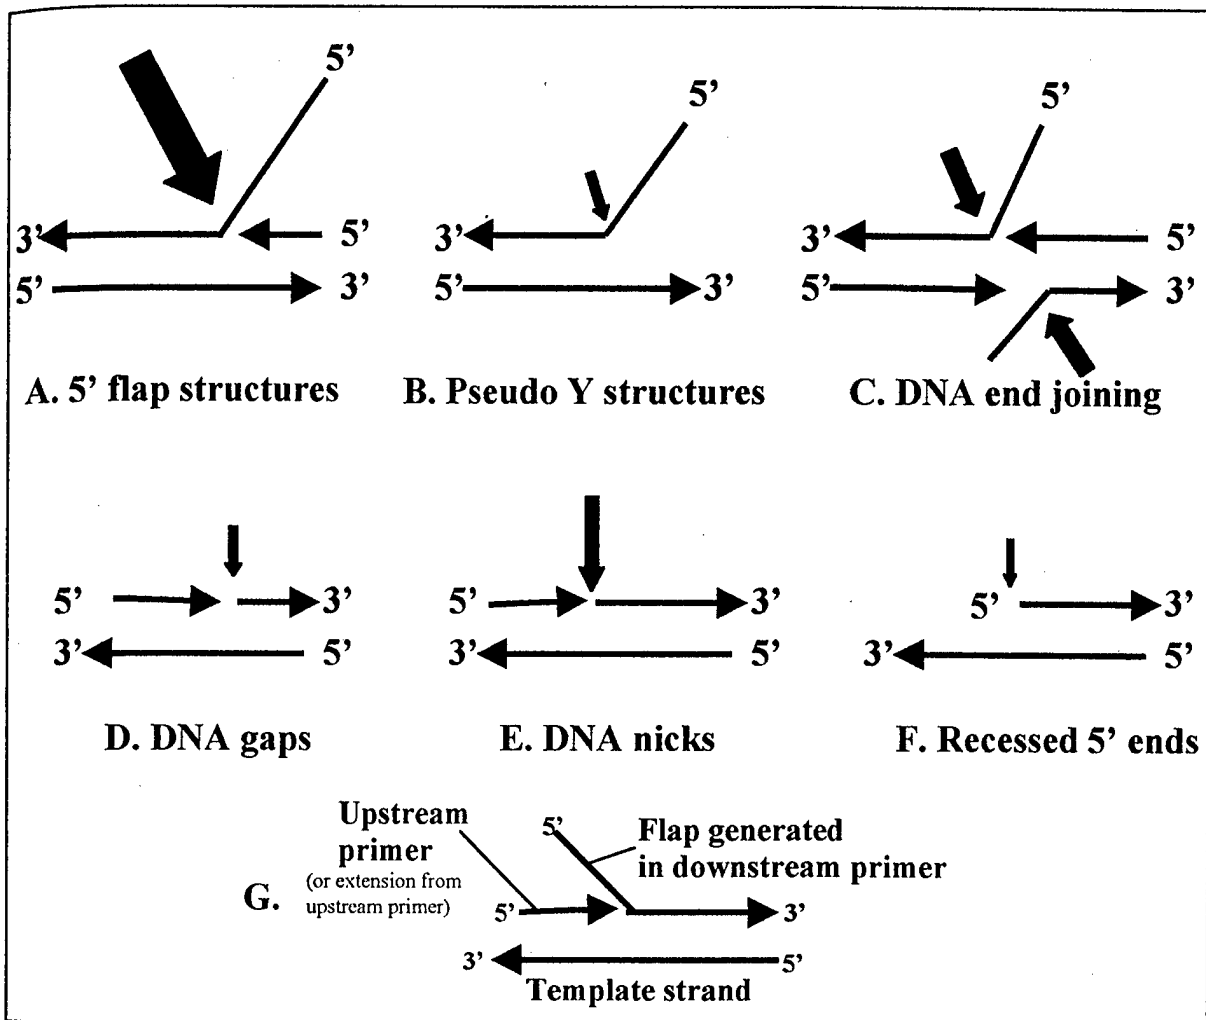 5’
3’ 5’
5’ 3’
A. 5’ flap structures
5’
3’
5’ 3’
B. Pseudo Y structures
5’
3’ 5’
5’ 3’
C. DNA end joining
5’ 3’
3’ 5’
D. DNA gaps
5’ 3’
3’ 5’
E. DNA nicks
5’ 3’
3’ 5’
F. Recessed 5’ ends
G.
Upstream
primer
(or extension from
upstream primer)
5’
Flap generated
in downstream primer
5’ 3’
3’ 5’
Template strand